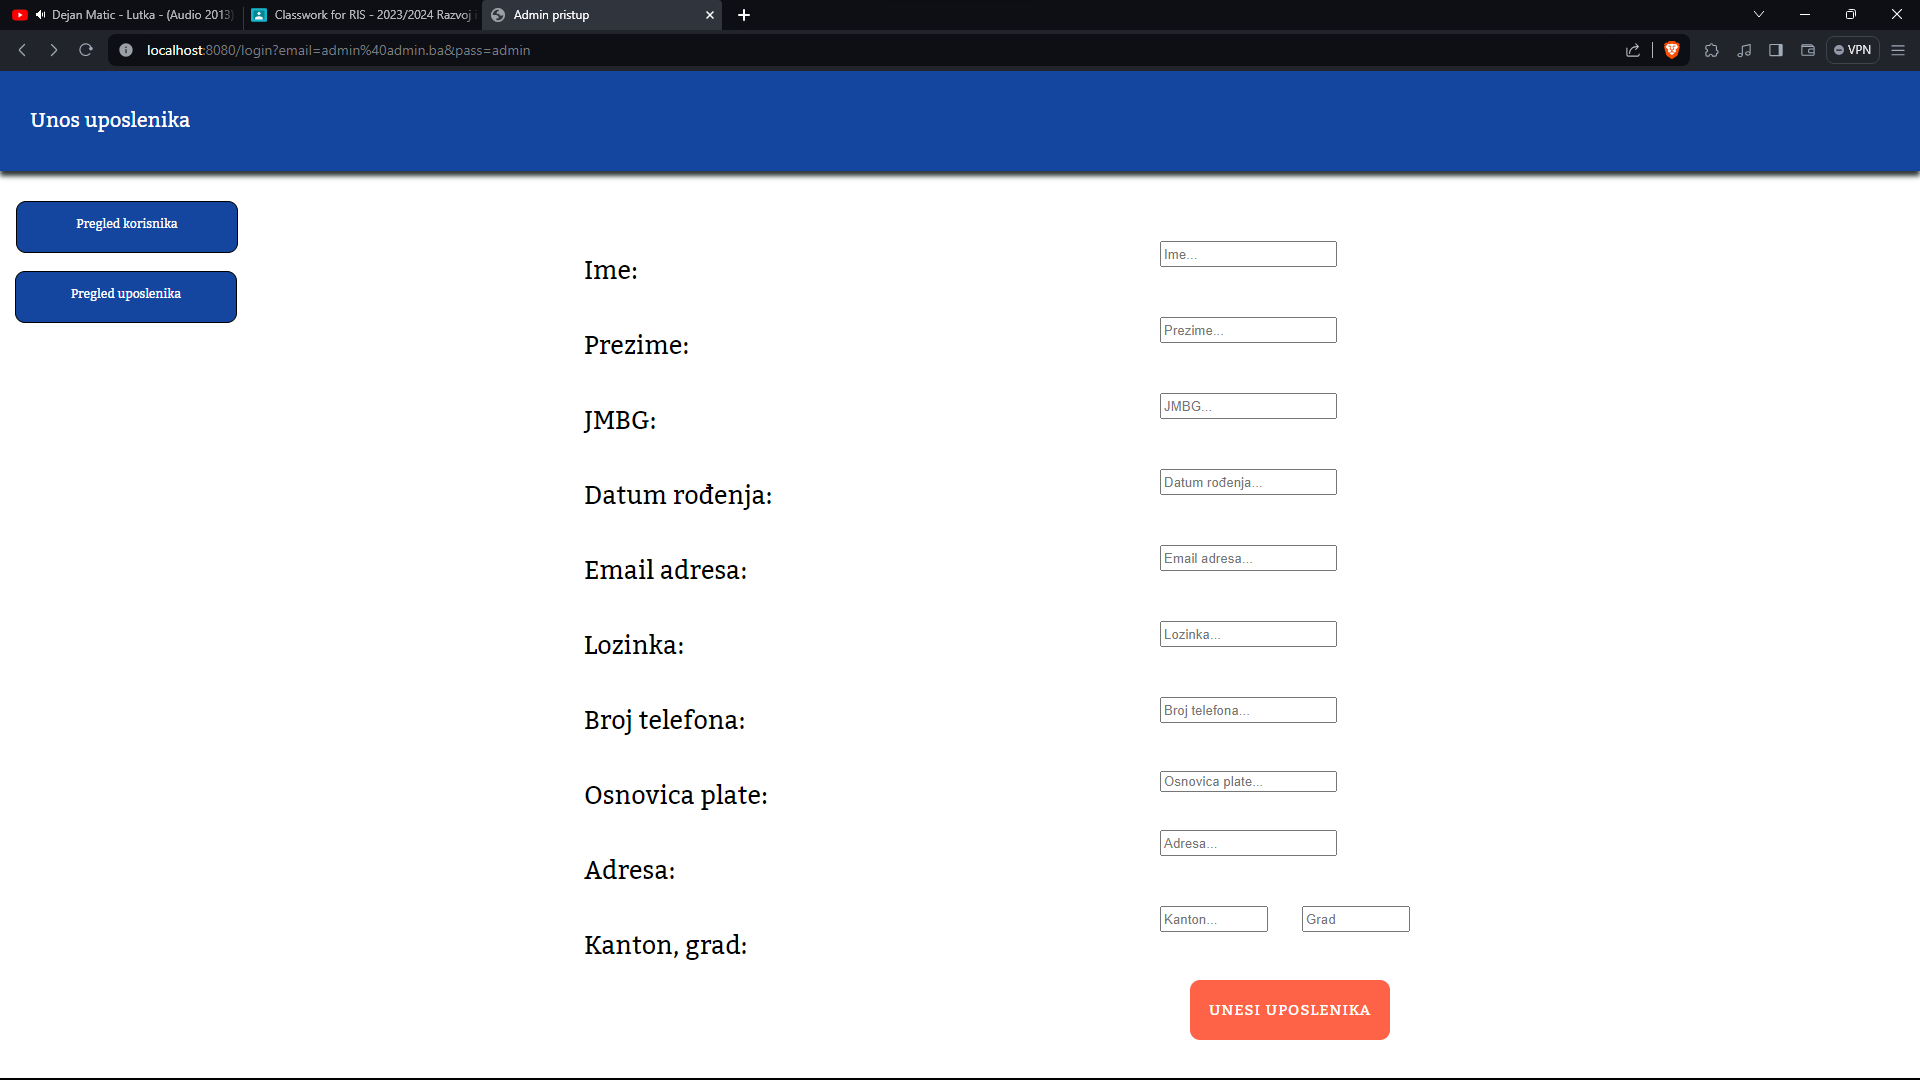 Dejan Matic - Lutka - (Audio 2013)
Classwork for RIS - 2023/2024 Razvoj
Admin pristup
localhost:8080/login?email=admin%40admin.ba&pass=admin
VPN
Unos uposlenika
Pregled korisnika
Pregled uposlenika
Ime:
Ime...
Prezime:
Prezime...
JMBG:
JMBG...
Datum rođenja:
Datum rođenja...
Email adresa:
Email adresa...
Lozinka:
Lozinka...
Broj telefona:
Broj telefona...
Osnovica plate:
Osnovica plate...
Adresa:
Adresa...
Kanton, grad:
Kanton... Grad
UNESI UPOSLENIKA